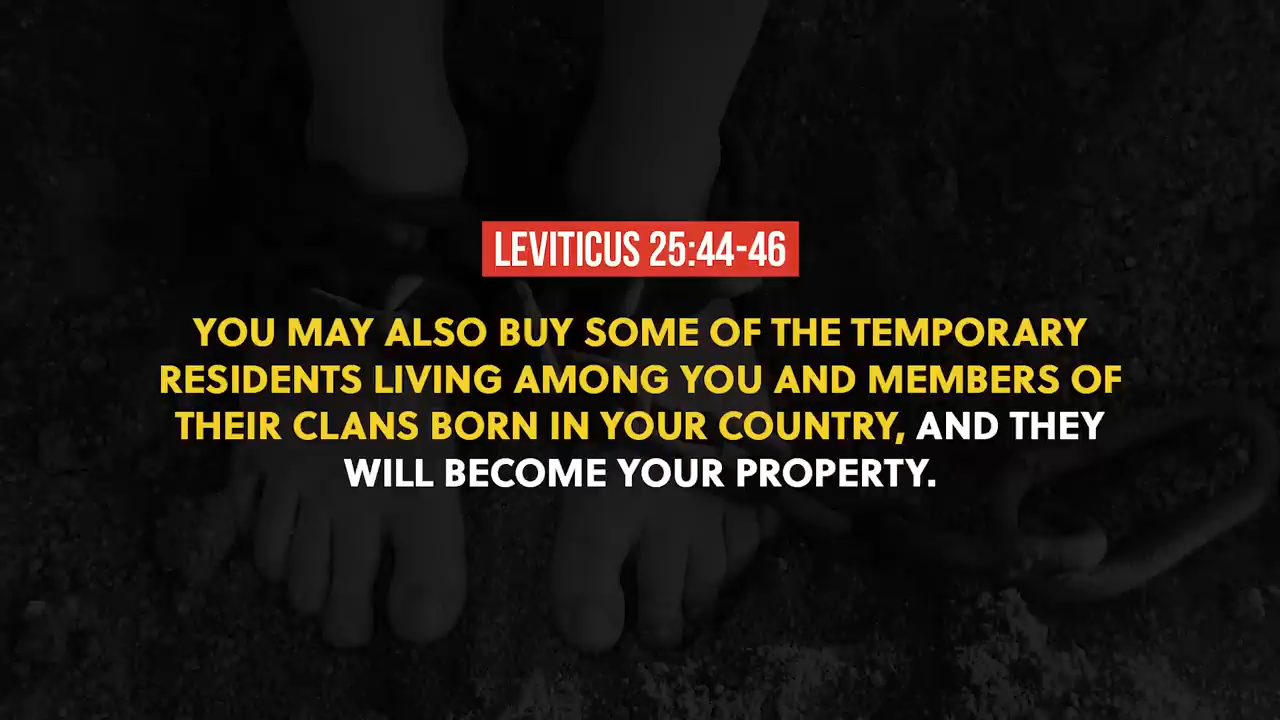 LEVITICUS 25:44-46
YOU MAY ALSO BUY SOME OF THE TEMPORARY
RESIDENTS LIVING AMONG YOU AND MEMBERS OF
THEIR CLANS BORN IN YOUR COUNTRY, AND THEY
WILL BECOME YOUR PROPERTY.